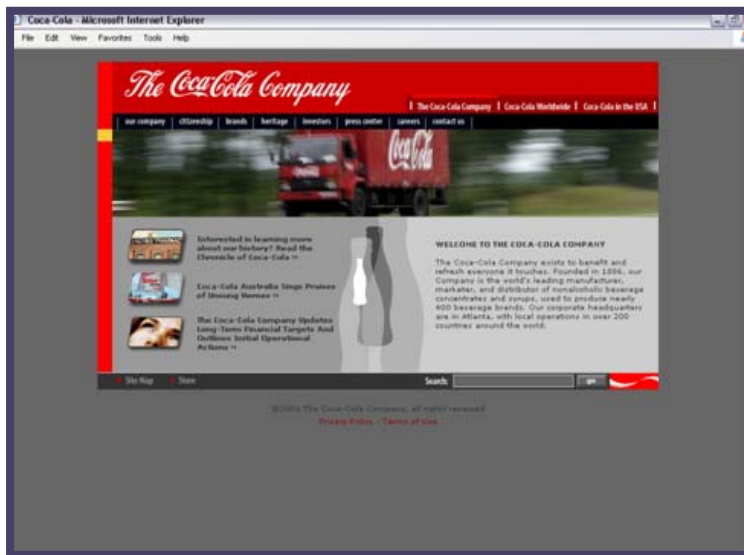 Coca-Cola - Microsoft Internet Explorer
File Edit View Favorites Tools Help
The Coca-Cola Company
The Coca-Cola Company | Coca-Cola Worldwide | Coca-Cola in the USA |
our company | citizenship | brands | heritage | investors | press center | careers | contact us |
Coca-Cola
Interested in learning more
about our history? Read the
Chronicle of Coca-Cola »
Coca-Cola Australia Sings Praises
of Unsung Heroes »
The Coca-Cola Company Updates
Long-Term Financial Targets And
Outlines Initial Operational
Actions »
WELCOME TO THE COCA-COLA COMPANY
The Coca-Cola Company exists to benefit and
refresh everyone it touches. Founded in 1886, our
Company is the world's leading manufacturer,
marketer, and distributor of nonalcoholic beverage
concentrates and syrups, used to produce nearly
400 beverage brands. Our corporate headquarters
are in Atlanta, with local operations in over 200
countries around the world.
Site Map Store
Search: go
The Coca-Cola Company, all rights reserved
Privacy Policy - Terms of Use